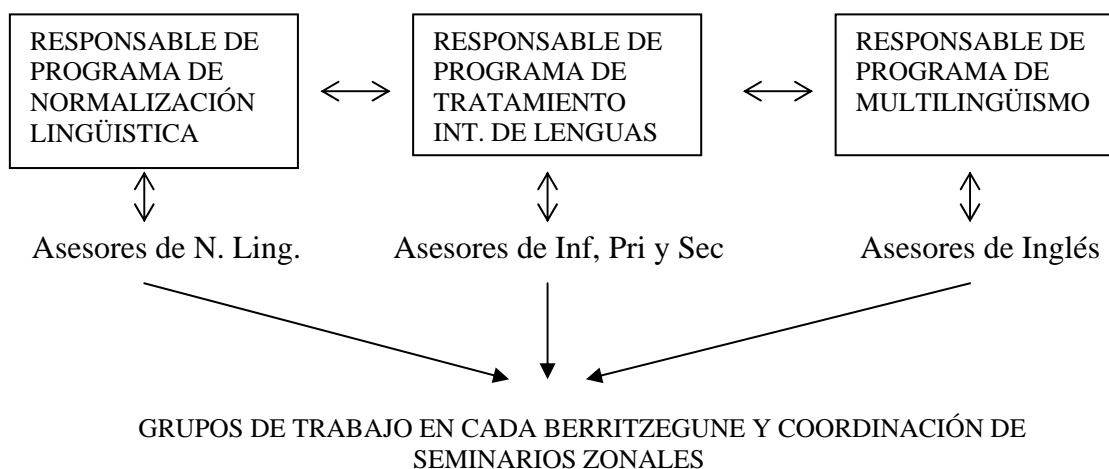 RESPONSABLE DE
PROGRAMA DE
NORMALIZACIÓN
LINGÜISTICA
RESPONSABLE DE
PROGRAMA DE
TRATAMIENTO
INT. DE LENGUAS
RESPONSABLE DE
PROGRAMA DE
MULTILINGÜISMO
Asesores de N. Ling.
Asesores de Inf, Pri y Sec
Asesores de Inglés
GRUPOS DE TRABAJO EN CADA BERRITZEGUNE Y COORDINACIÓN DE
SEMINARIOS ZONALES